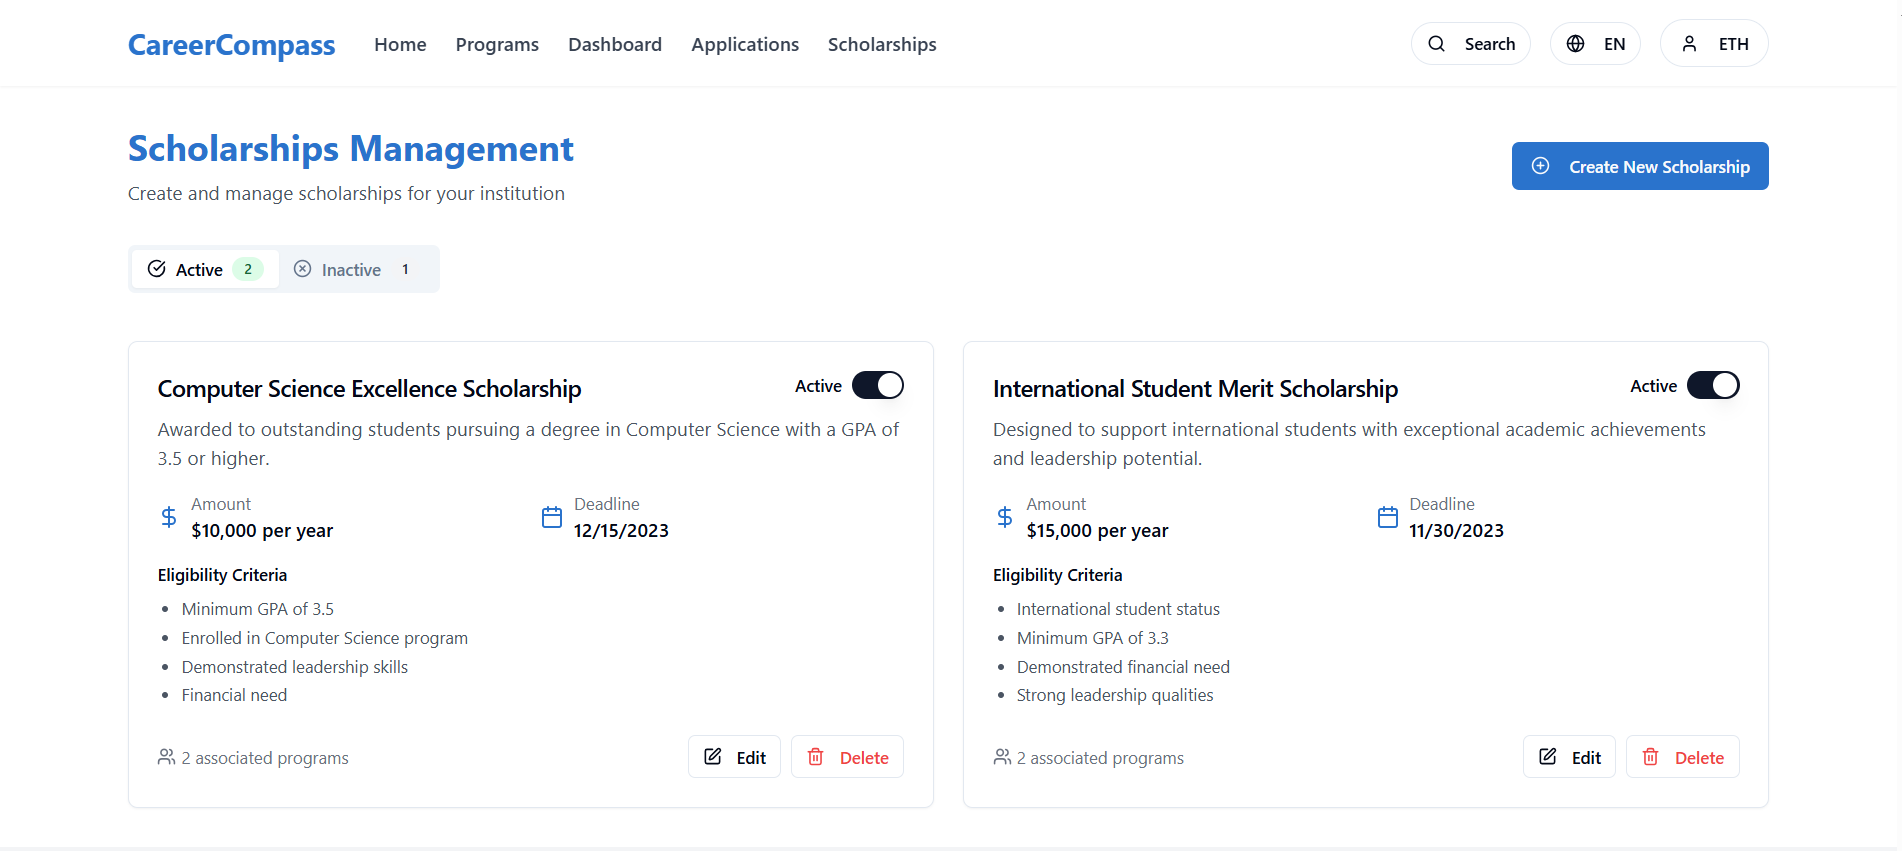 CareerCompass Home Programs Dashboard Applications Scholarships Search EN ETH
Scholarships Management
Create and manage scholarships for your institution
Create New Scholarship
Active 2 Inactive 1
Computer Science Excellence Scholarship Active
Awarded to outstanding students pursuing a degree in Computer Science with a GPA of
3.5 or higher.
Amount Deadline
$10,000 per year 12/15/2023
Eligibility Criteria
• Minimum GPA of 3.5
• Enrolled in Computer Science program
• Demonstrated leadership skills
• Financial need
2 associated programs Edit Delete
International Student Merit Scholarship Active
Designed to support international students with exceptional academic achievements
and leadership potential.
Amount Deadline
$15,000 per year 11/30/2023
Eligibility Criteria
• International student status
• Minimum GPA of 3.3
• Demonstrated financial need
• Strong leadership qualities
2 associated programs Edit Delete